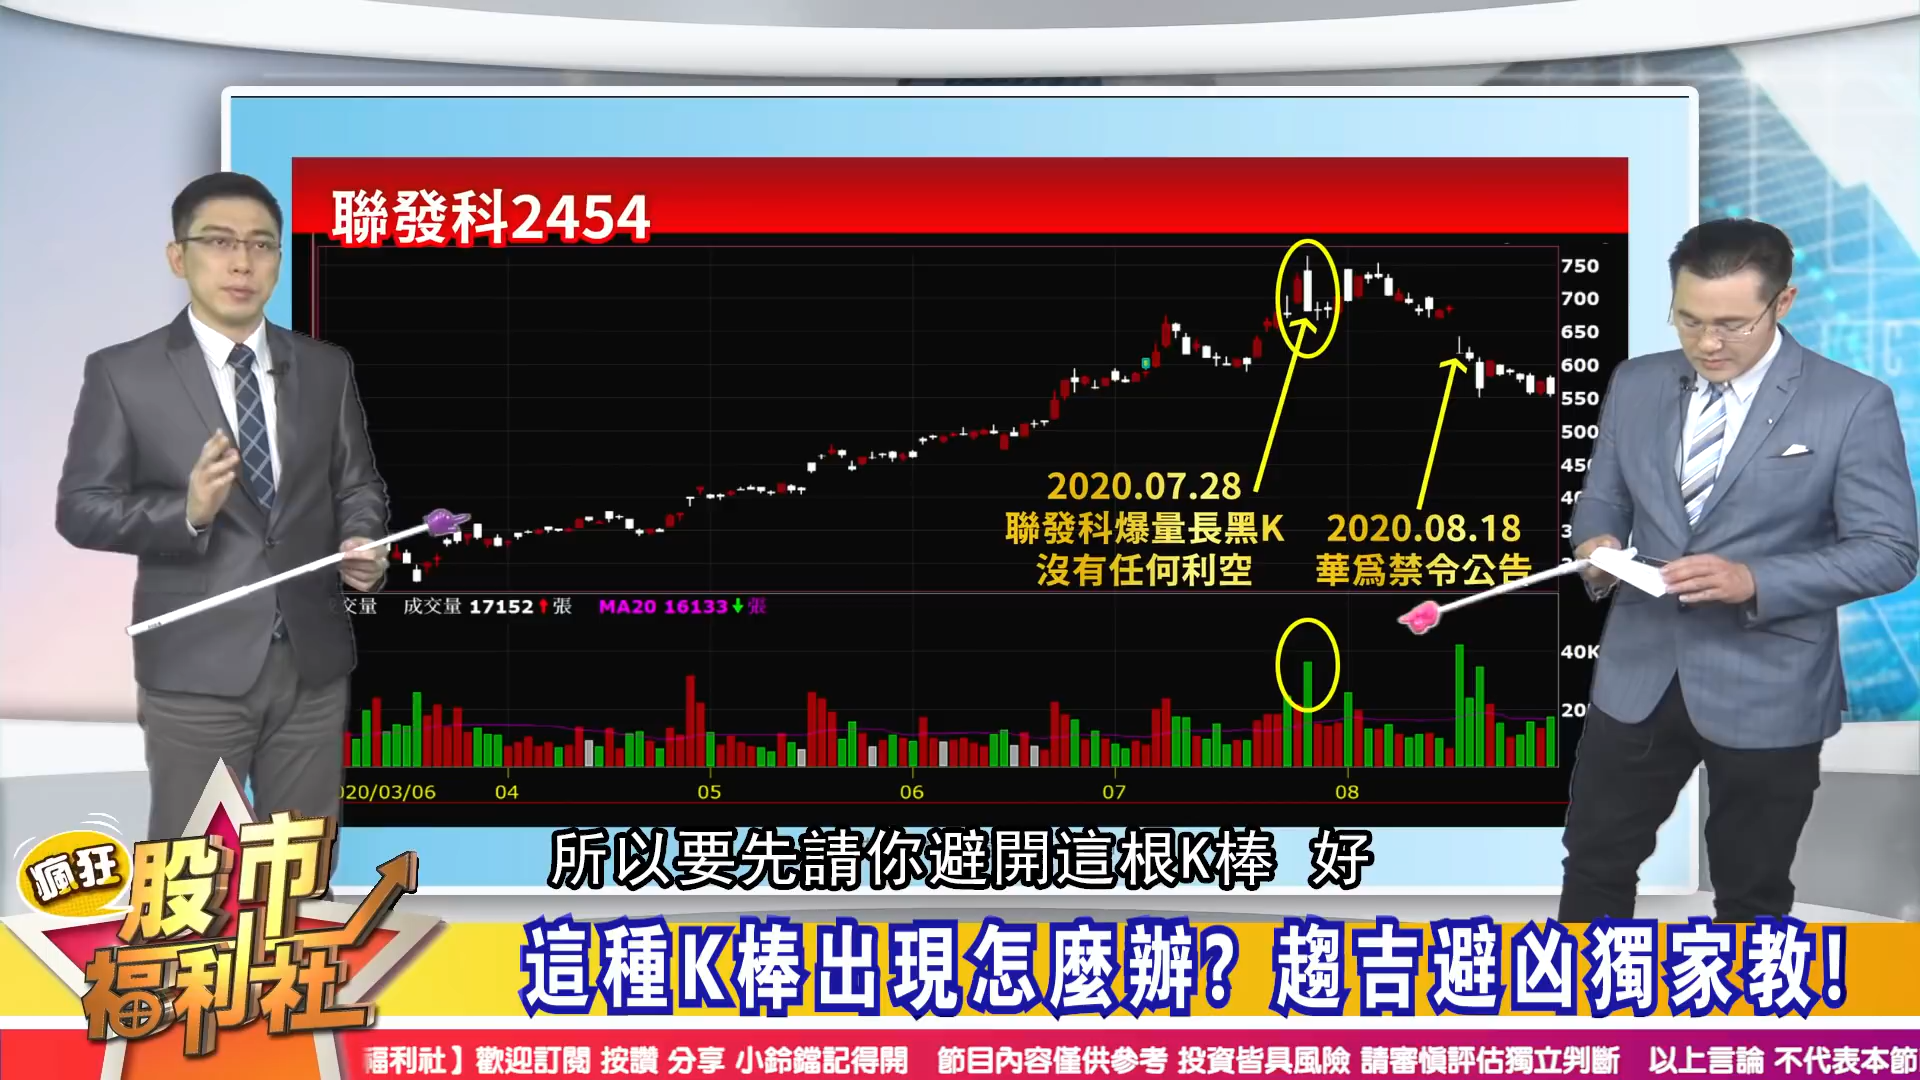 聯發科2454
750
700
650
600
550
500
2020.07.28
聯發科爆量長黑K
沒有任何利空
2020.08.18
華為禁令公告
交量 成交量 17152 張 MA20 16133 張
40K
20
020/03/06 04 05 06 07 08
所以要先請你避開這根K棒 好
瘋狂
股市
福利社
這種K棒出現怎麼辦? 趨吉避凶獨家教!
福利社】歡迎訂閱 按讚 分享 小鈴鐺記得開 節目內容僅供參考 投資皆具風險 請審慎評估獨立判斷 以上言論 不代表本節